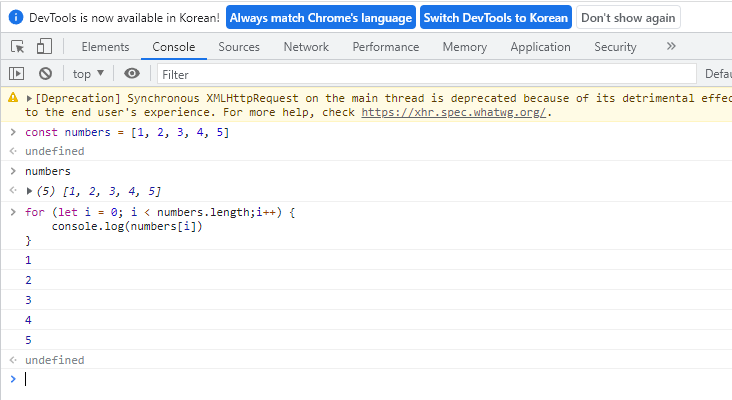 DevTools is now available in Korean! Always match Chrome's language Switch DevTools to Korean Don't show again
Elements Console Sources Network Performance Memory Application Security
top Filter Defau
[Deprecation] Synchronous XMLHttpRequest on the main thread is deprecated because of its detrimental effec
to the end user's experience. For more help, check https://xhr.spec.whatwg.org/.
> const numbers = [1, 2, 3, 4, 5]
undefined
> numbers
(5) [1, 2, 3, 4, 5]
> for (let i = 0; i < numbers.length;i++) {
console.log(numbers[i])
}
1
2
3
4
5
undefined
>